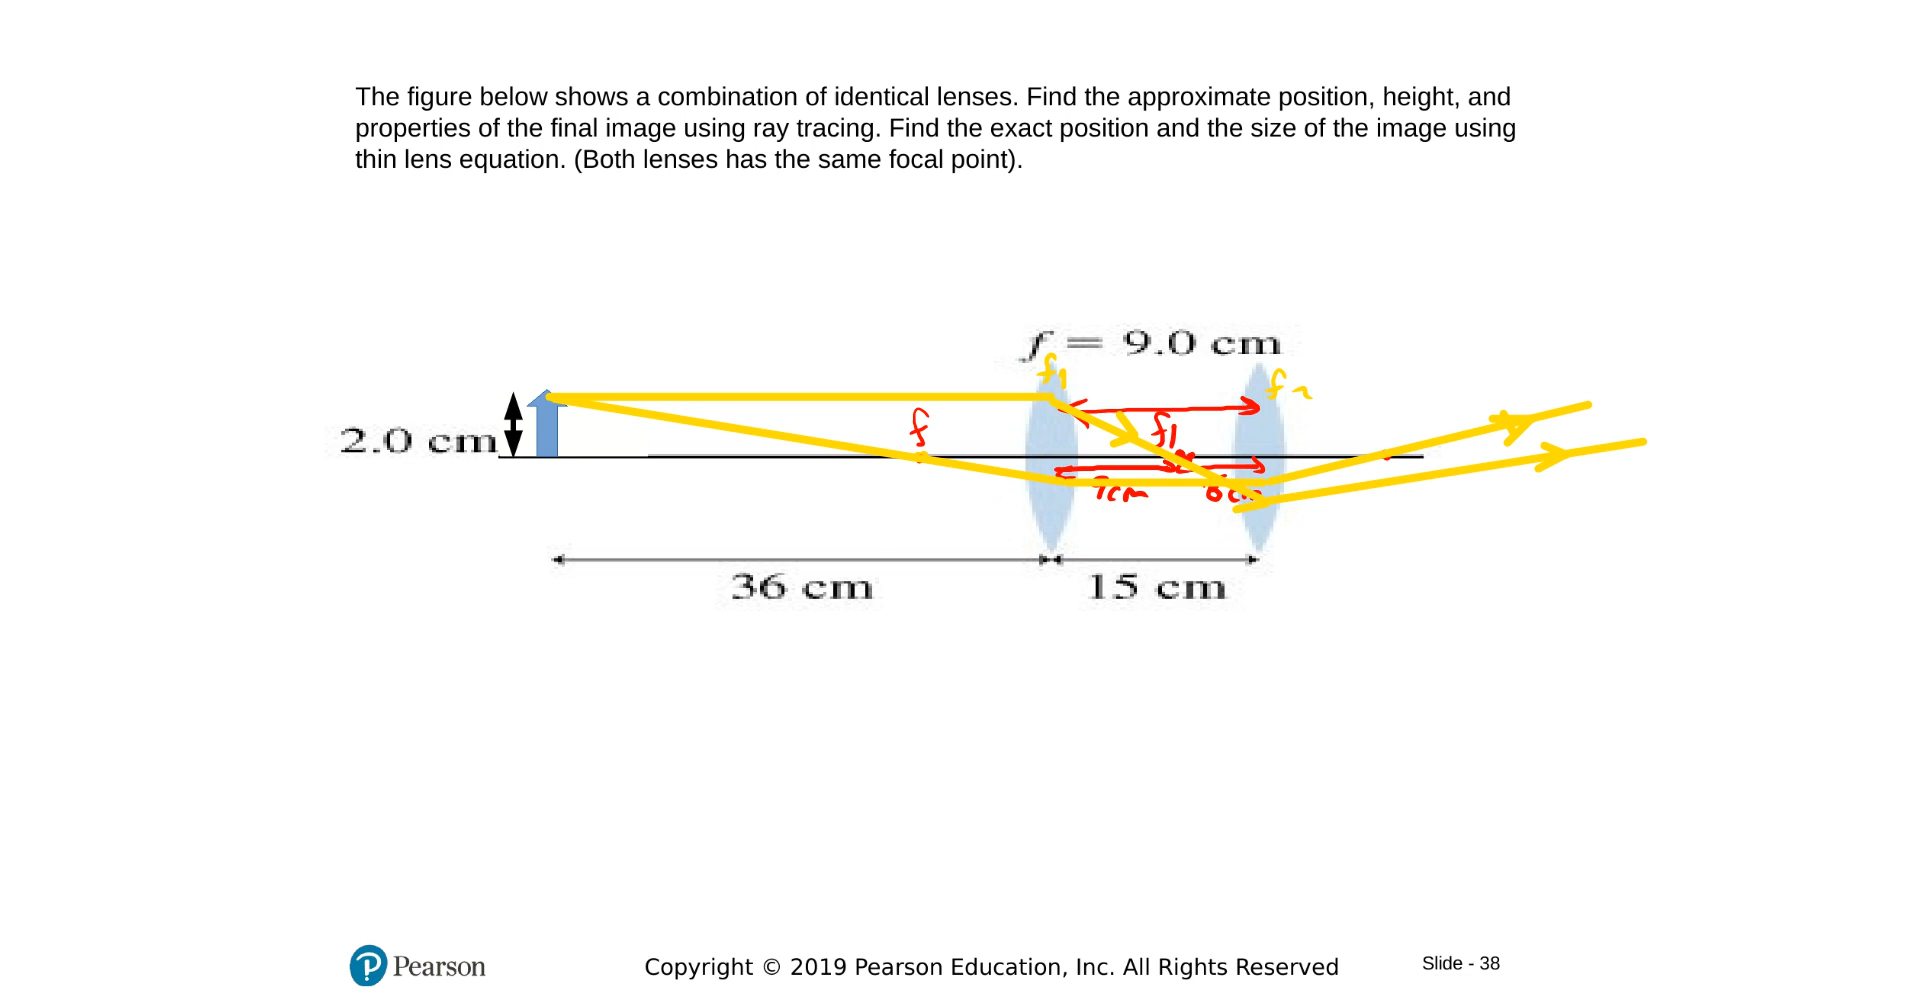 The figure below shows a combination of identical lenses. Find the approximate position, height, and
properties of the final image using ray tracing. Find the exact position and the size of the image using
thin lens equation. (Both lenses has the same focal point).
f = 9.0 cm
f1
f2
f
f1
2.0 cm
9cm
6cm
36 cm
15 cm
Pearson
Copyright © 2019 Pearson Education, Inc. All Rights Reserved
Slide - 38